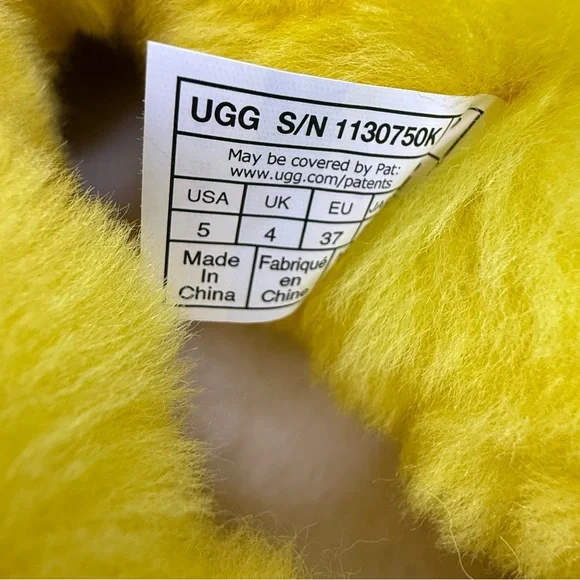 UGG S/N 1130750K
May be covered by Pat:
www.ugg.com/patents
USA UK EU
5 4 37
Made Fabriqué
In en
China Chine